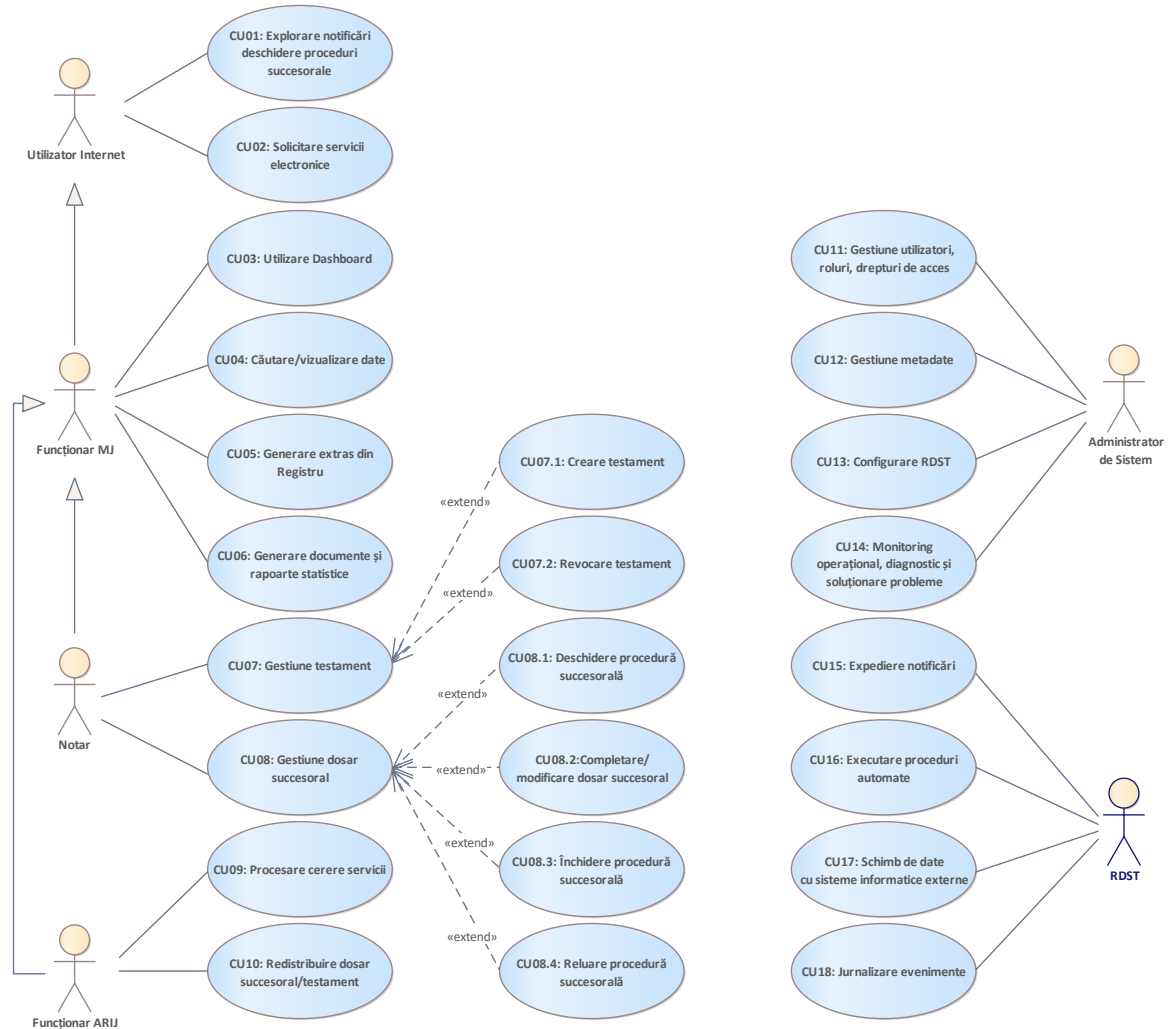 CU01: Explorare notificări
deschidere proceduri
succesorale
Utilizator Internet
CU02: Solicitare servicii
electronice
CU03: Utilizare Dashboard
CU04: Căutare/vizualizare date
Funcționar MJ
CU05: Generare extras din
Registru
CU06: Generare documente și
rapoarte statistice
CU07: Gestiune testament
Notar
CU08: Gestiune dosar
succesoral
CU09: Procesare cerere servicii
CU10: Redistribuire dosar
succesoral/testament
Funcționar ARIJ
CU07.1: Creare testament
«extend»
CU07.2: Revocare testament
«extend»
CU08.1: Deschidere procedură
succesorală
«extend»
CU08.2:Completare/
modificare dosar succesoral
«extend»
CU08.3: Închidere procedură
succesorală
«extend»
CU08.4: Reluare procedură
succesorală
«extend»
CU11: Gestiune utilizatori,
roluri, drepturi de acces
CU12: Gestiune metadate
Administrator
de Sistem
CU13: Configurare RDST
CU14: Monitoring
operațional, diagnostic și
soluționare probleme
CU15: Expediere notificări
CU16: Executare proceduri
automate
CU17: Schimb de date
cu sisteme informatice externe
RDST
CU18: Jurnalizare evenimente